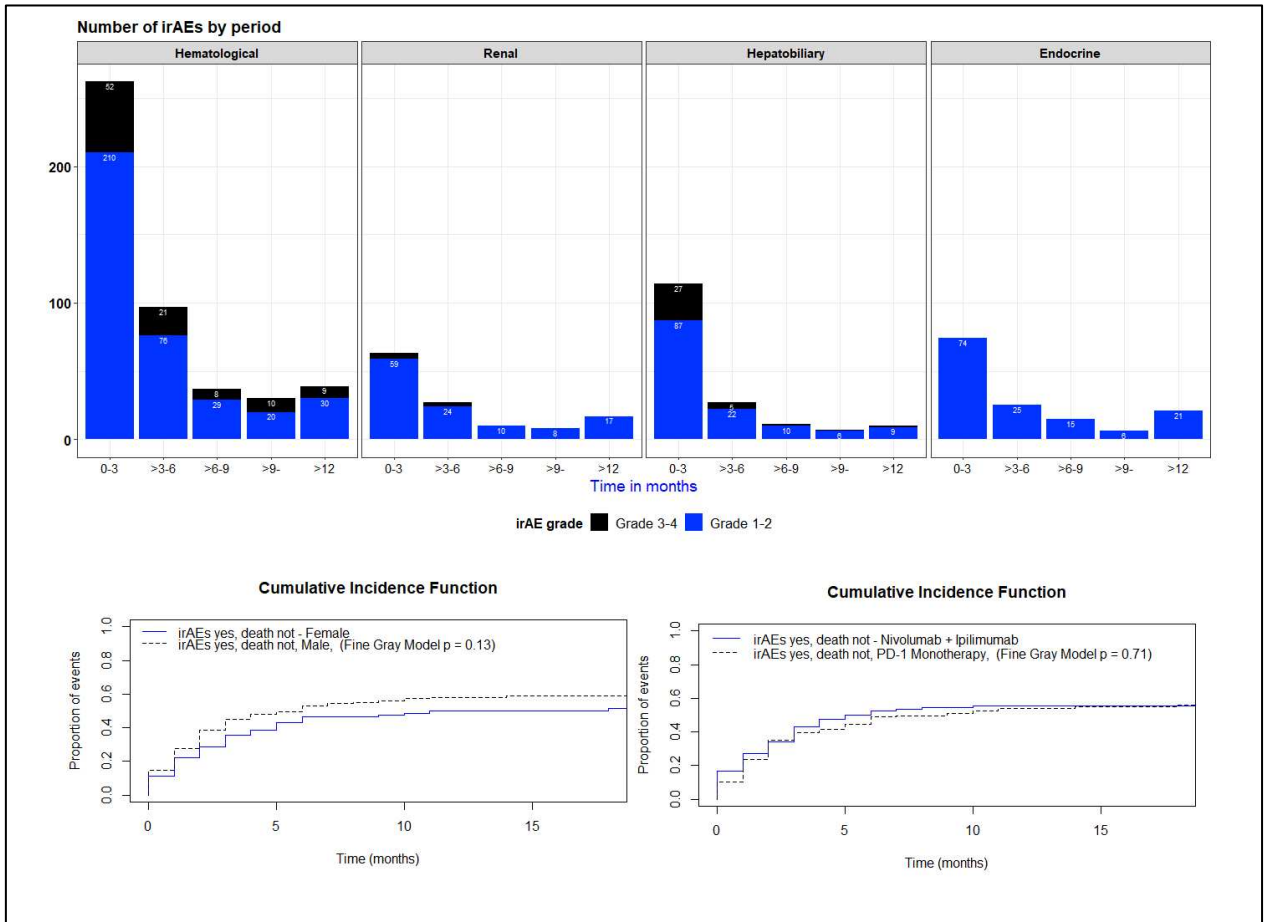 Number of irAEs by period
Hematological Renal Hepatobiliary Endocrine
200
100
0
52
210
21
76
8
29
10
20
9
30
59
24
10
8
17
27
87
5
22
10
6
9
74
25
15
6
21
0-3 >3-6 >6-9 >9- >12 0-3 >3-6 >6-9 >9- >12 0-3 >3-6 >6-9 >9- >12 0-3 >3-6 >6-9 >9- >12
Time in months
irAE grade Grade 3-4 Grade 1-2
Cumulative Incidence Function
irAEs yes, death not - Female
irAEs yes, death not, Male, (Fine Gray Model p = 0.13)
Proportion of events
1.0
0.8
0.6
0.4
0.2
0.0
0 5 10 15
Time (months)
Cumulative Incidence Function
irAEs yes, death not - Nivolumab + Ipilimumab
irAEs yes, death not, PD-1 Monotherapy, (Fine Gray Model p = 0.71)
Proportion of events
1.0
0.8
0.6
0.4
0.2
0.0
0 5 10 15
Time (months)